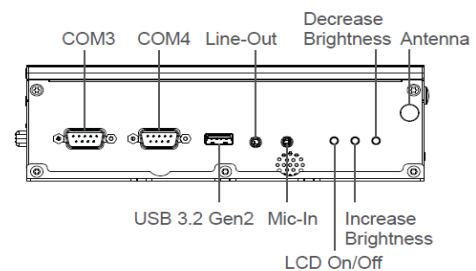 Decrease
COM3 COM4 Line-Out Brightness Antenna
USB 3.2 Gen2 Mic-In Increase
Brightness
LCD On/Off